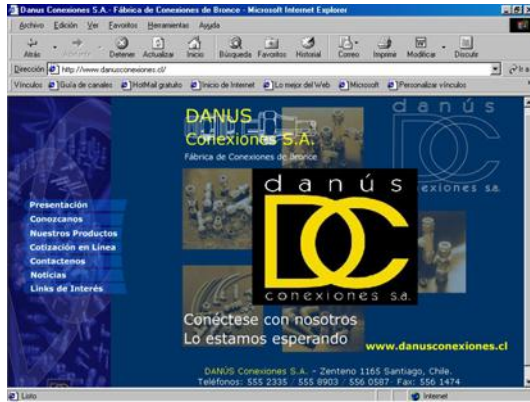 Danus Conexiones S.A.- Fábrica de Conexiones de Bronce - Microsoft Internet Explorer
Archivo Edición Ver Favoritos Herramientas Ayuda
Atrás Detener Actualizar Inicio Búsqueda Favoritos Historial Correo Imprimir Modificar Discutir
Dirección http://www.danusconexiones.cl/ Ir a
Vínculos Guía de canales HotMail gratuito Inicio de Internet Lo mejor del Web Microsoft Personalizar vínculos
danús
DANUS
Conexiones S.A.
Fábrica de Conexiones de Bronce
exiones s.a.
danús
DC
conexiones s.a.
Presentación
Conozcanos
Nuestros Productos
Cotización en Línea
Contactenos
Noticias
Links de Interés
Conéctese con nosotros
Lo estamos esperando
www.danusconexiones.cl
DANÚS Conexiones S.A. - Zenteno 1165 Santiago, Chile.
Teléfonos: 555 2335 / 555 8903 / 556 0587- Fax: 556 1474
Listo Internet